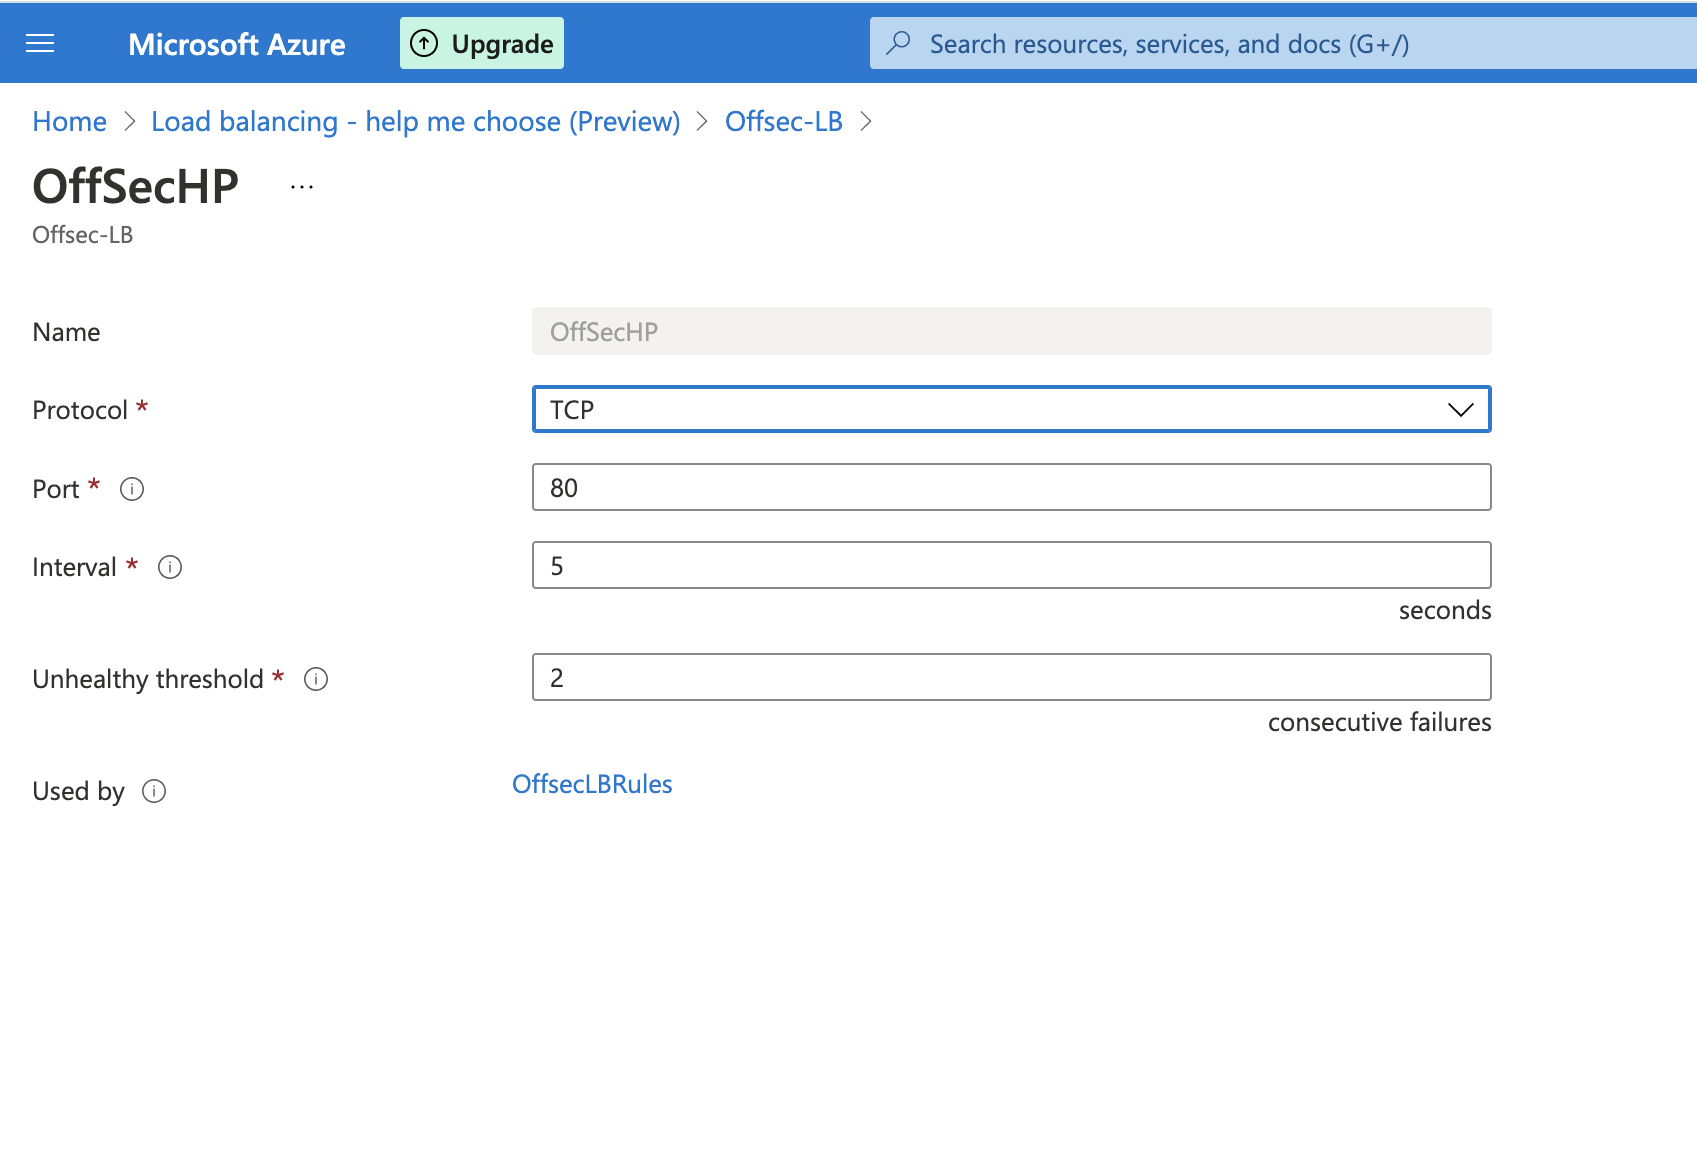 Microsoft Azure Upgrade Search resources, services, and docs (G+/)
Home > Load balancing - help me choose (Preview) > Offsec-LB >
OffSecHP ...
Offsec-LB
Name OffSecHP
Protocol * TCP
Port * 80
Interval * 5
seconds
Unhealthy threshold * 2
consecutive failures
Used by OffsecLBRules